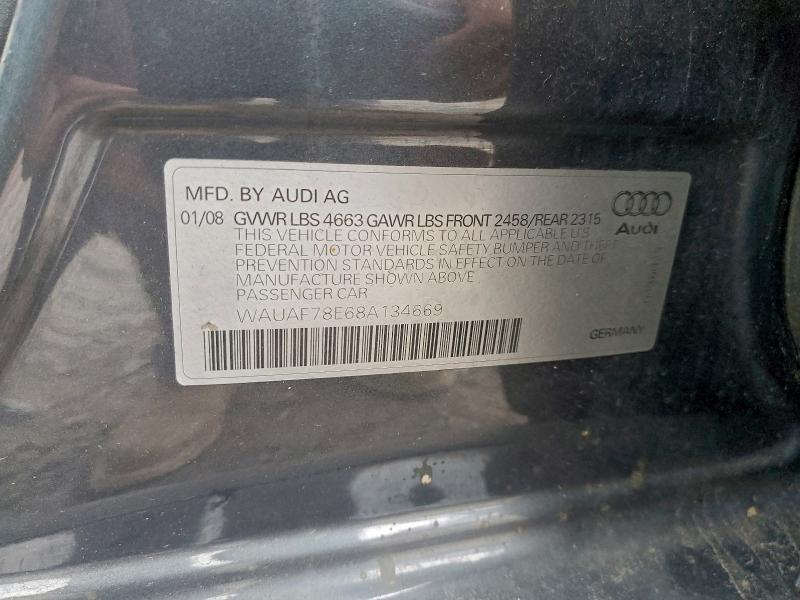 MFD. BY AUDI AG
01/08 GVWR LBS 4663 GAWR LBS FRONT 2458/REAR 2315
THIS VEHICLE CONFORMS TO ALL APPLICABLE U.S
FEDERAL MOTOR VEHICLE SAFETY BUMPER AND THEFT
PREVENTION STANDARDS IN EFFECT ON THE DATE OF
MANUFACTURE SHOWN ABOVE
PASSENGER CAR
WAUAF78E68A134669
Audi
GERMANY